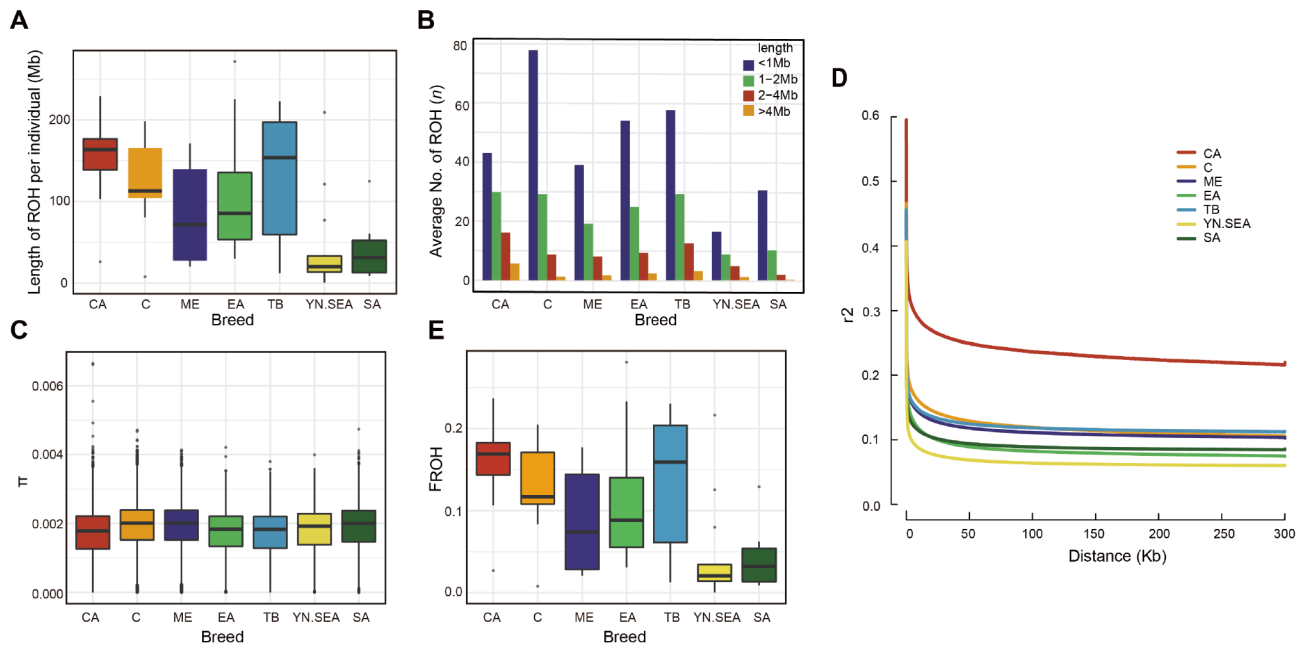 A
Length of ROH per individual (Mb)
200
100
0
CA C ME EA TB YN.SEA SA
Breed
B
Average No. of ROH (n)
80
60
40
20
0
length
<1Mb
1−2Mb
2−4Mb
>4Mb
CA C ME EA TB YN.SEA SA
Breed
C
π
0.006
0.004
0.002
0.000
CA C ME EA TB YN.SEA SA
Breed
E
FROH
0.2
0.1
0.0
CA C ME EA TB YN.SEA SA
Breed
D
r2
0.6
0.5
0.4
0.3
0.2
0.1
0.0
CA
C
ME
EA
TB
YN.SEA
SA
0 50 100 150 200 250 300
Distance (Kb)